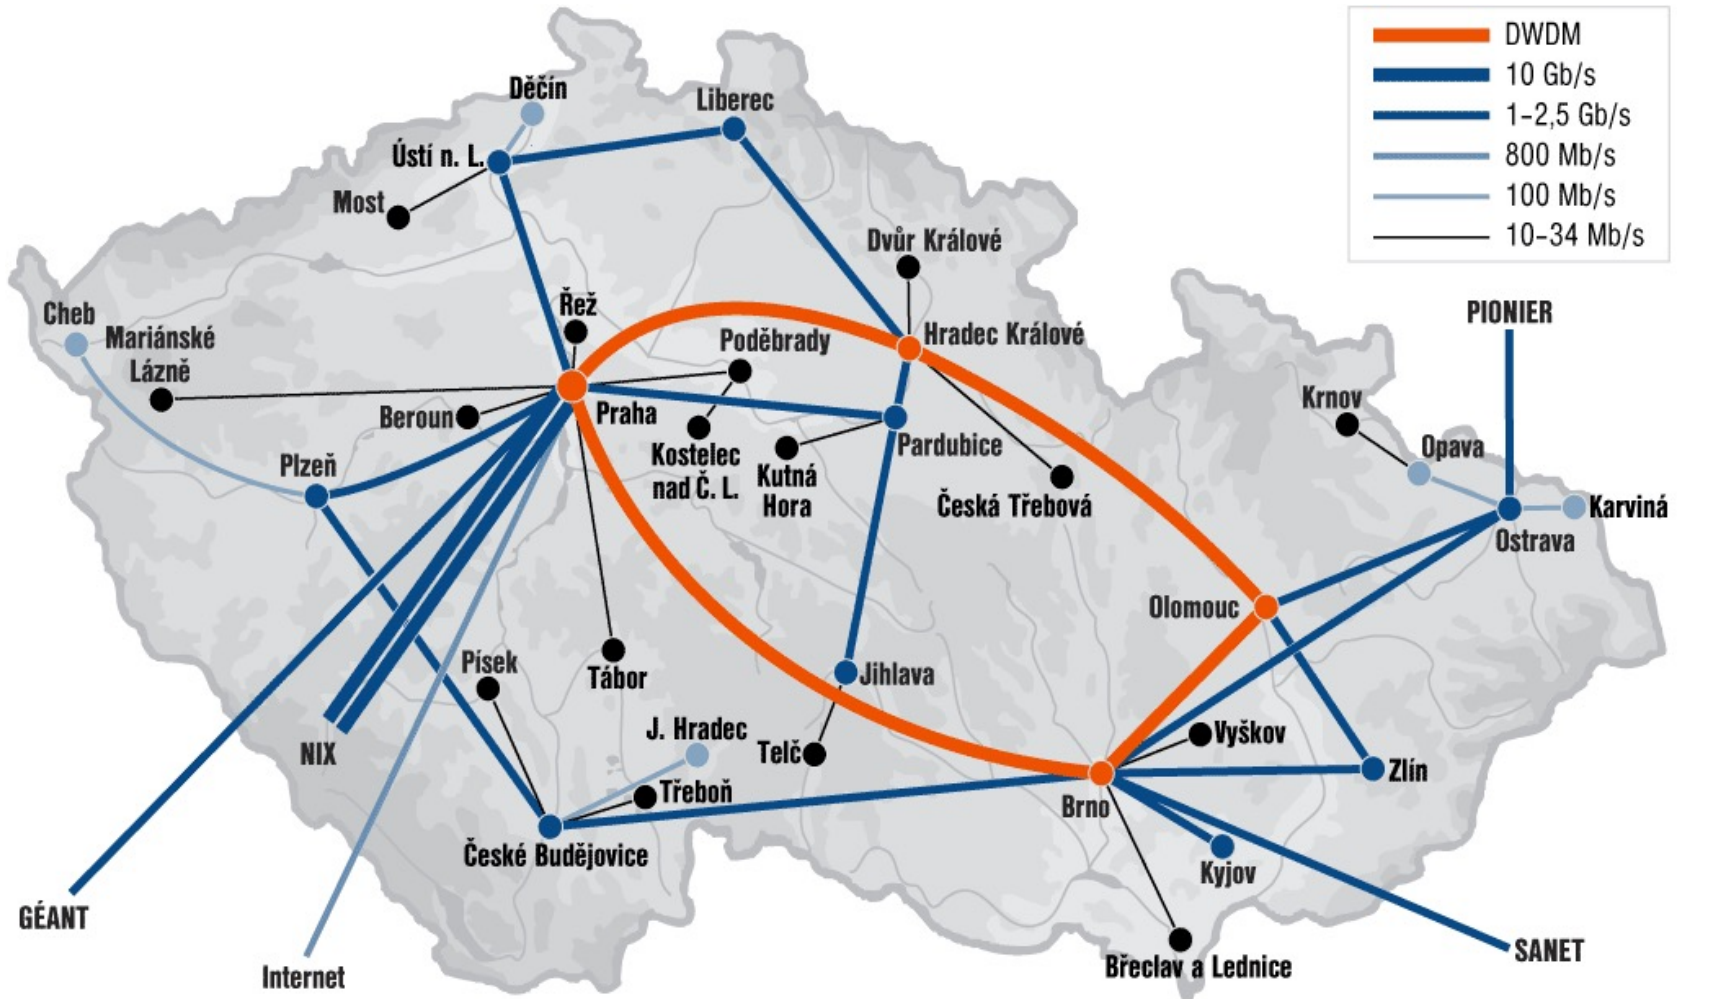 DWDM
10 Gb/s
1–2,5 Gb/s
800 Mb/s
100 Mb/s
10–34 Mb/s
Děčín
Liberec
Ústí n. L.
Most
Dvůr Králové
Cheb
Mariánské
Lázně
Řež
Poděbrady
Hradec Králové
PIONIER
Beroun
Praha
Krnov
Opava
Plzeň
Kostelec
nad Č. L.
Kutná
Hora
Pardubice
Česká Třebová
Karviná
Ostrava
Olomouc
Písek
Tábor
Jihlava
NIX
J. Hradec
Telč
Vyškov
Zlín
Třeboň
Brno
České Budějovice
Kyjov
GÉANT
Internet
Břeclav a Lednice
SANET